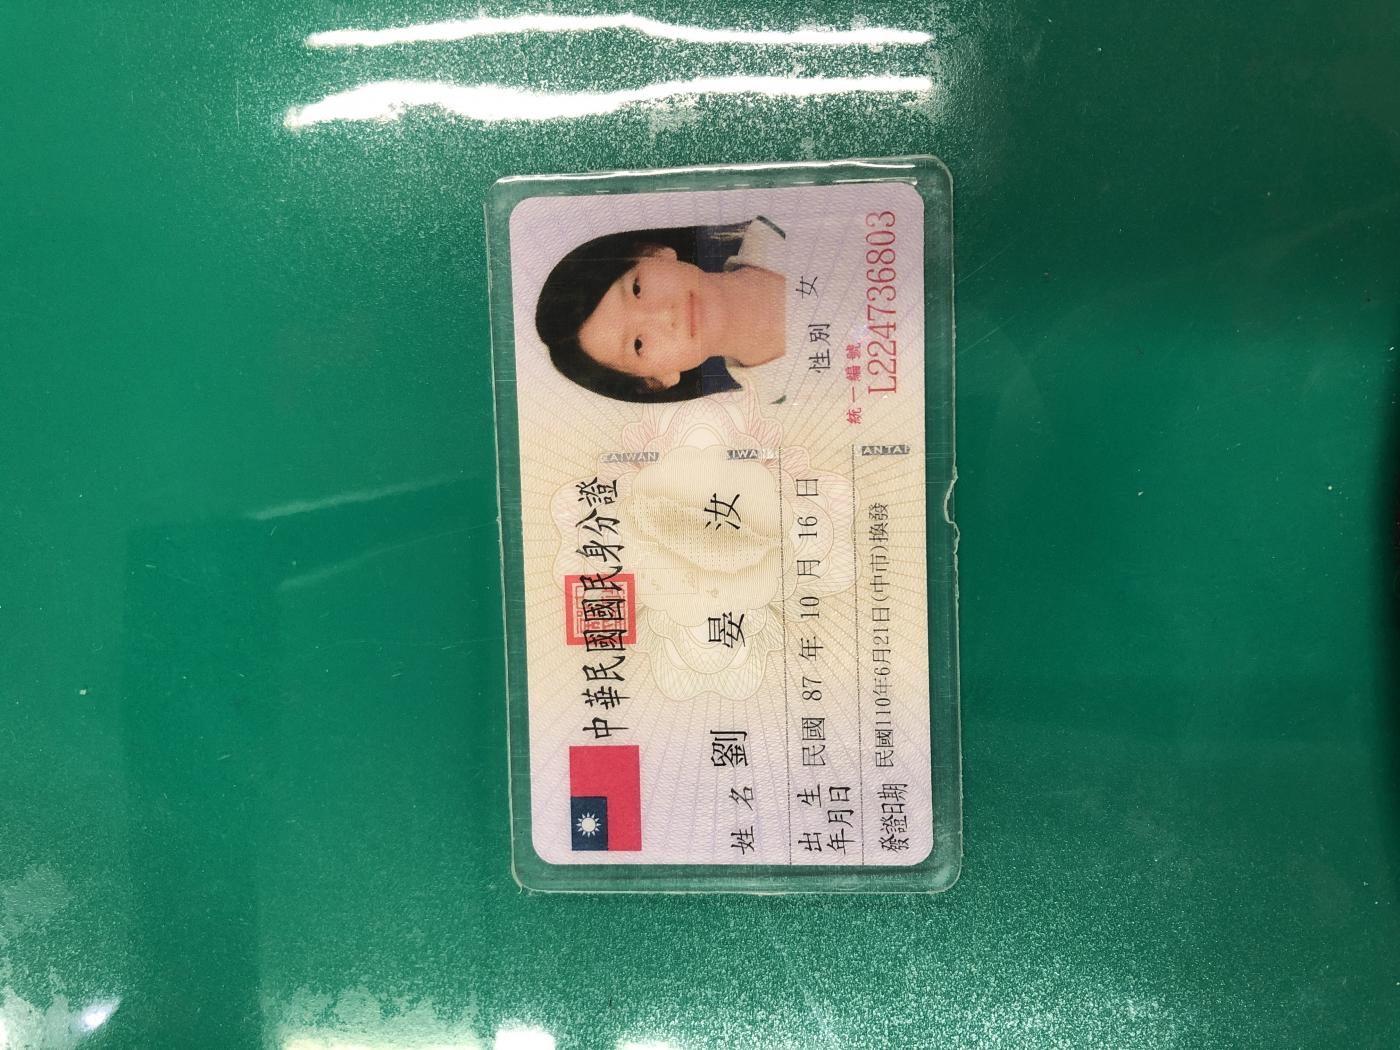 中華民國國民身分證
姓名 劉晏汝
出生年月日 民國 87 年 10 月 16 日
性別 女
發證日期 民國110年6月21日(中市)換發
統一編號
L224736803
TAIWAN